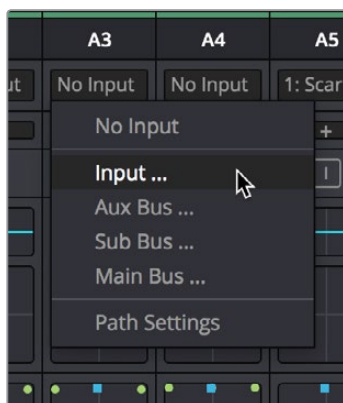 A3 A4 A5
ut No Input No Input 1: Scar
No Input
+
Input ...
I
Aux Bus ...
Sub Bus ...
Main Bus ...
Path Settings